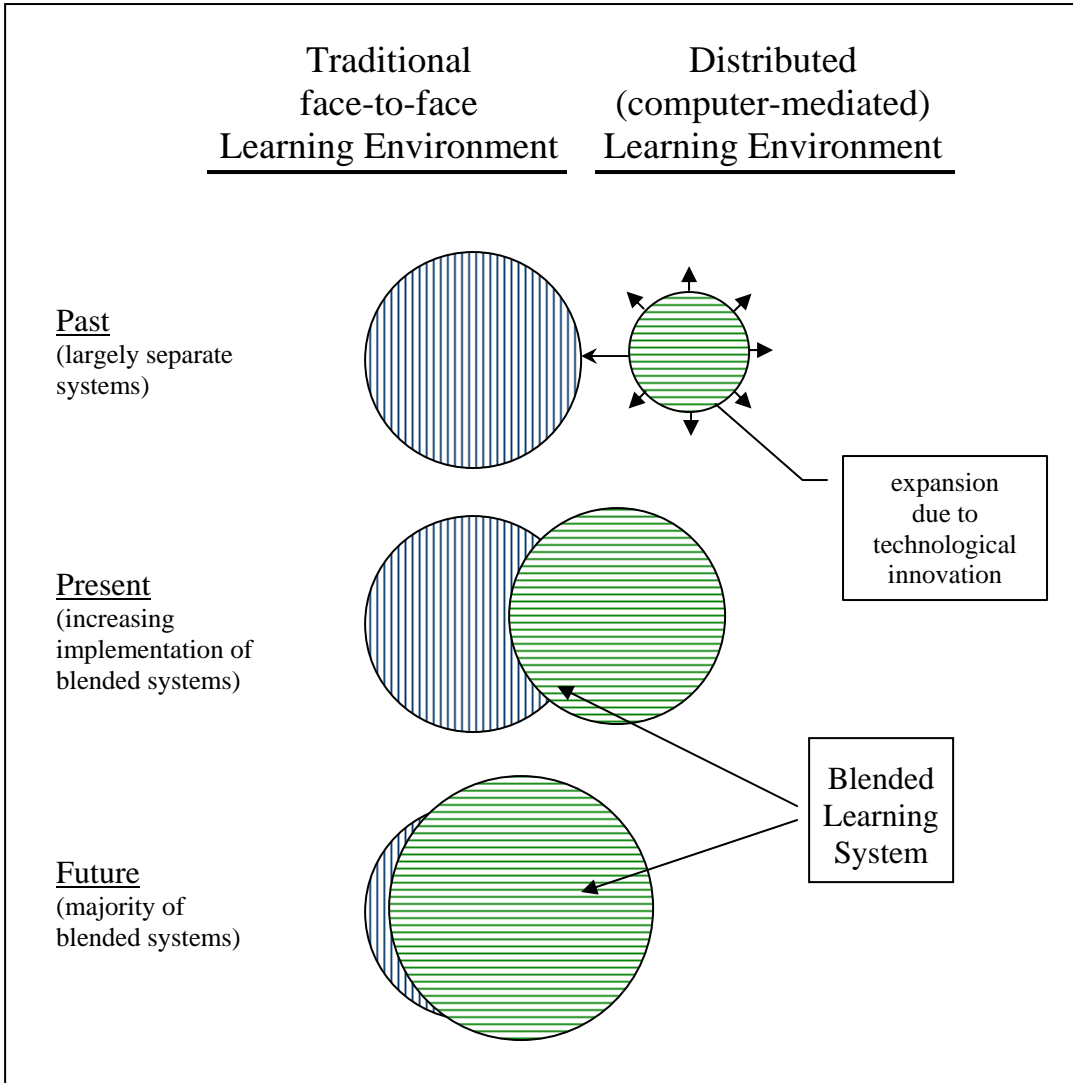 Traditional
face-to-face
Learning Environment
Distributed
(computer-mediated)
Learning Environment
Past
(largely separate
systems)
expansion
due to
technological
innovation
Present
(increasing
implementation of
blended systems)
Blended
Learning
System
Future
(majority of
blended systems)